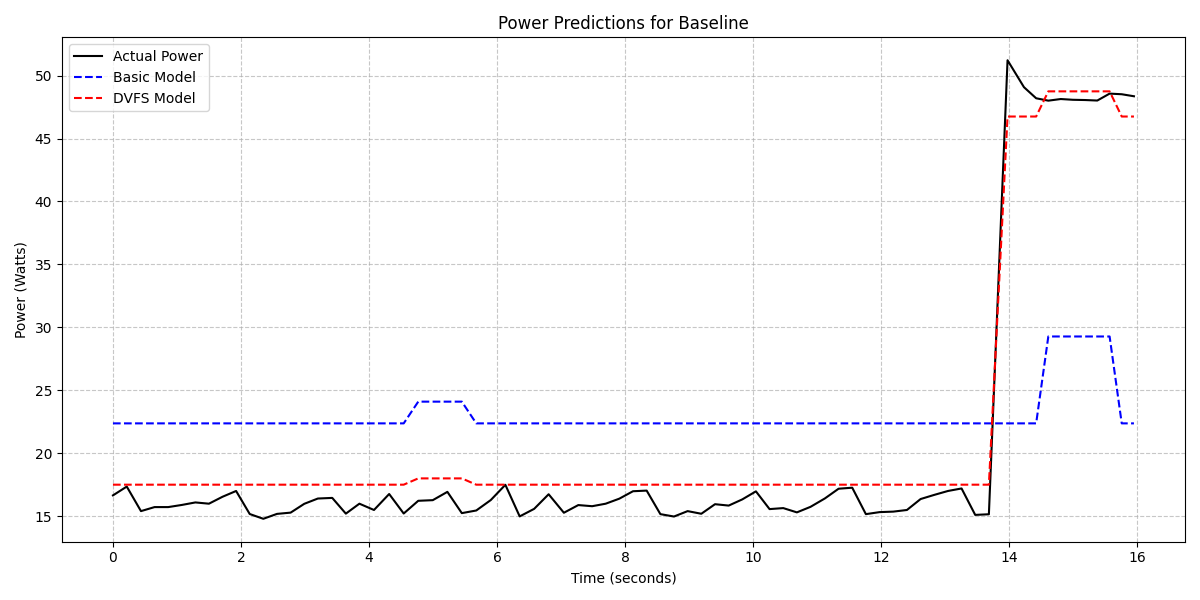 Power Predictions for Baseline
Actual Power
Basic Model
DVFS Model
Power (Watts)
50
45
40
35
30
25
20
15
0 2 4 6 8 10 12 14 16
Time (seconds)